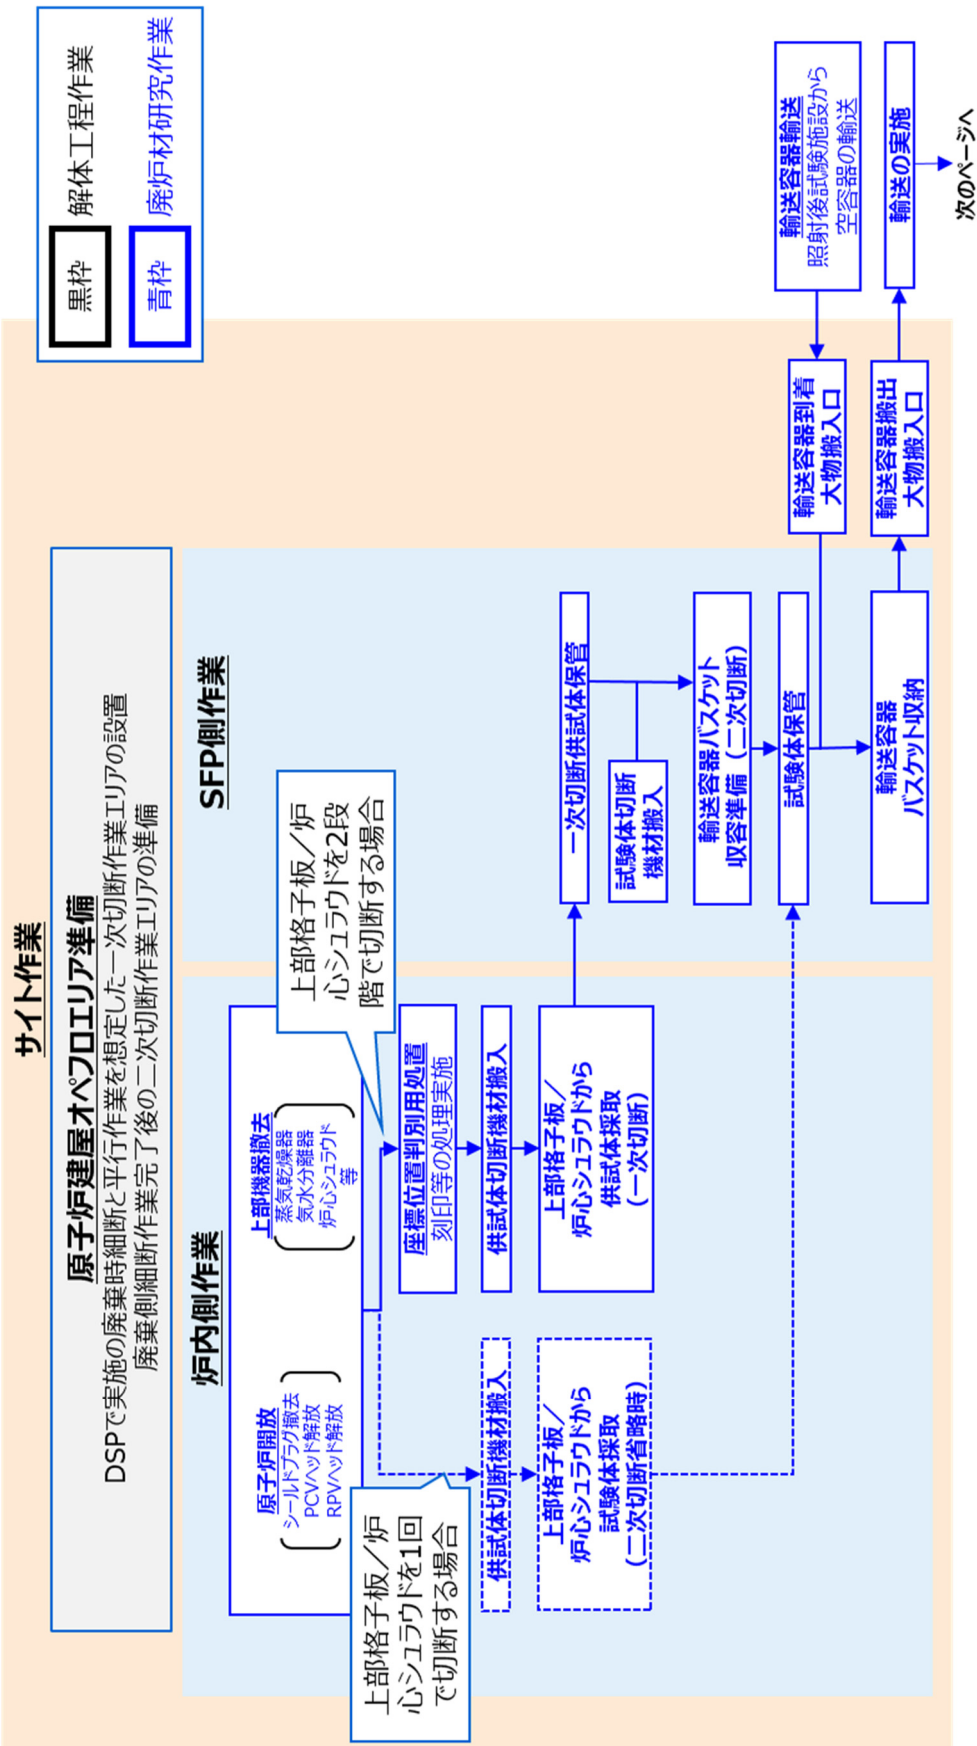 サイト作業
黒枠
解体工程作業
青枠
廃炉材研究作業
原子炉建屋オペフロエリア準備
DSPで実施の廃棄時細断と平行作業を想定した一次切断作業エリアの設置
廃棄側細断作業完了後の二次切断作業エリアの準備
炉内側作業
原子炉開放
シールドプラグ撤去
PCVヘッド解放
RPVヘッド解放
上部機器撤去
蒸気乾燥器
気水分離器
炉心シュラウド
等
上部格子板/炉
心シュラウドを1回
で切断する場合
上部格子板/炉
心シュラウドを2段
階で切断する場合
供試体切断機材搬入
上部格子板/
炉心シュラウドから
試験体採取
(二次切断省略時)
座標位置判別用処置
刻印等の処理実施
供試体切断機材搬入
上部格子板/
炉心シュラウドから
供試体採取
(一次切断)
SFP側作業
一次切断供試体保管
試験体切断
機材搬入
輸送容器バスケット
収容準備(二次切断)
試験体保管
輸送容器
バスケット収納
輸送容器到着
大物搬入口
輸送容器搬出
大物搬入口
輸送容器輸送
照射後試験施設から
空容器の輸送
輸送の実施
次のページへ